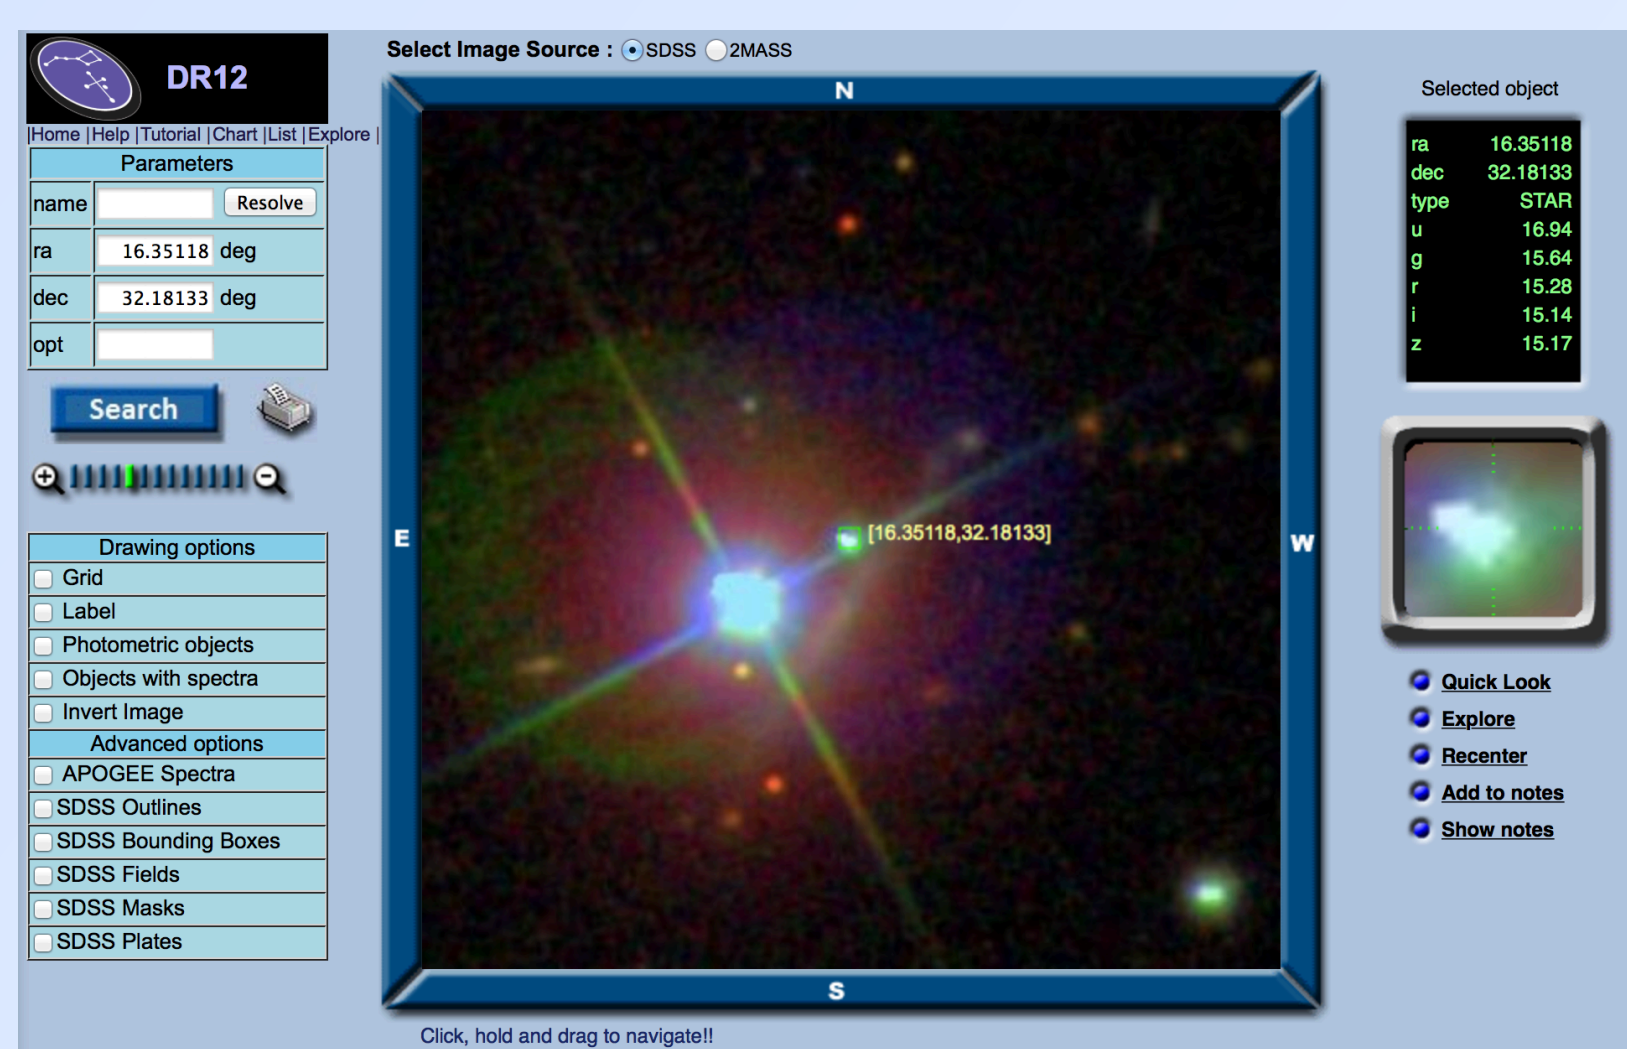 DR12
|Home |Help |Tutorial |Chart |List |Explore |
Parameters
name Resolve
ra 16.35118 deg
dec 32.18133 deg
opt
Search
Drawing options
Grid
Label
Photometric objects
Objects with spectra
Invert Image
Advanced options
APOGEE Spectra
SDSS Outlines
SDSS Bounding Boxes
SDSS Fields
SDSS Masks
SDSS Plates
Select Image Source : SDSS 2MASS
N
E
[16.35118,32.18133]
W
S
Click, hold and drag to navigate!!
Selected object
ra 16.35118
dec 32.18133
type STAR
u 16.94
g 15.64
r 15.28
i 15.14
z 15.17
Quick Look
Explore
Recenter
Add to notes
Show notes